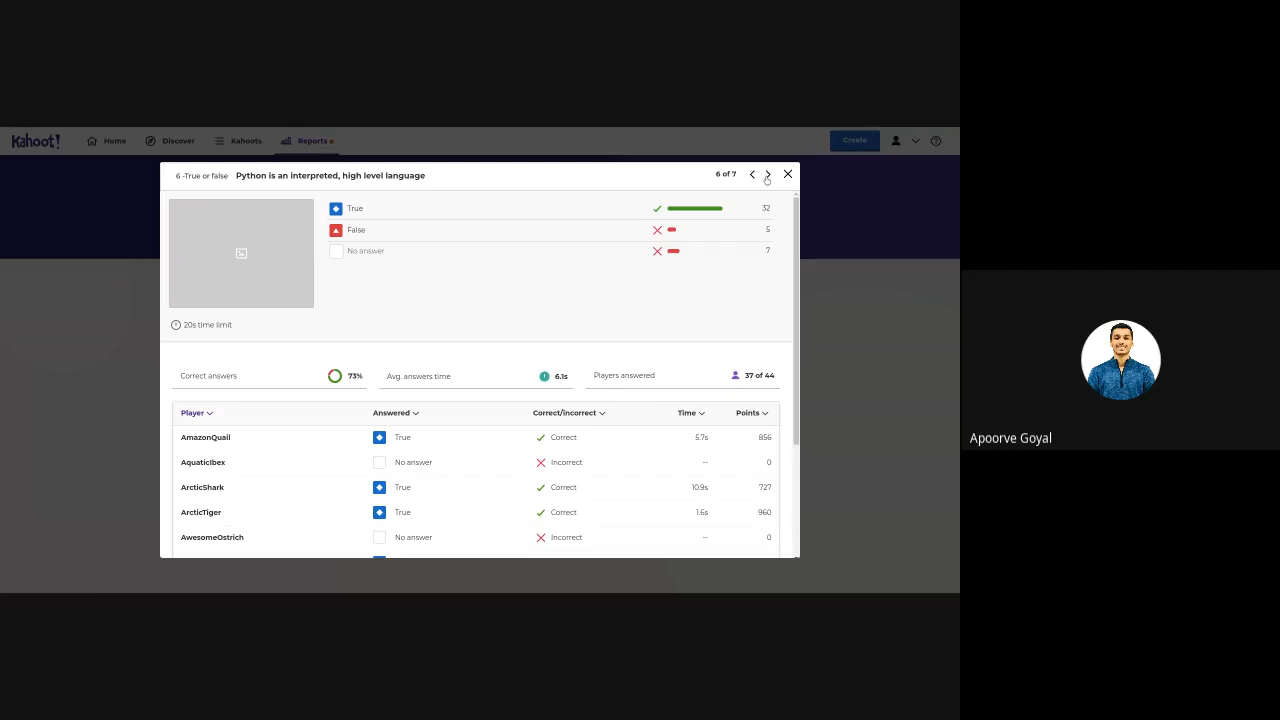 Kahoot!
Home
Discover
Kahoots
Reports
Create
6 -True or false Python is an interpreted, high level language
6 of 7
True 32
False 5
No answer 7
20s time limit
Correct answers 73%
Avg. answers time 6.1s
Players answered 37 of 44
Player Answered Correct/incorrect Time Points
AmazonQuail True Correct 5.7s 856
AquaticIbex No answer Incorrect -- 0
ArcticShark True Correct 10.9s 727
ArcticTiger True Correct 1.6s 960
AwesomeOstrich No answer Incorrect -- 0
Apoorve Goyal